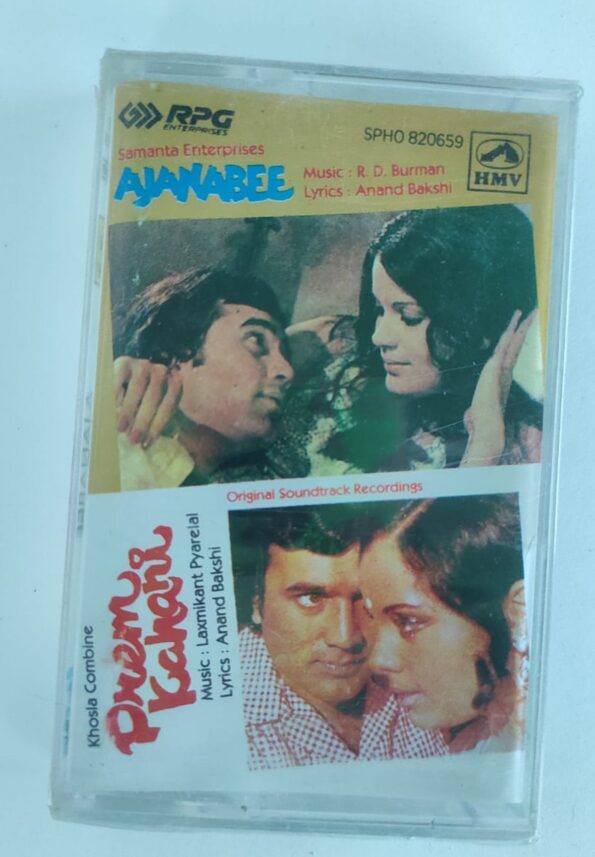 RPG
ENTERPRISES
SPHO 820659
HMV
Samanta Enterprises
AJANABEE
Music : R. D. Burman
Lyrics : Anand Bakshi
Original Soundtrack Recordings
Khosla Combine
Prem
Kahani
Music : Laxmikant Pyarelal
Lyrics : Anand Bakshi